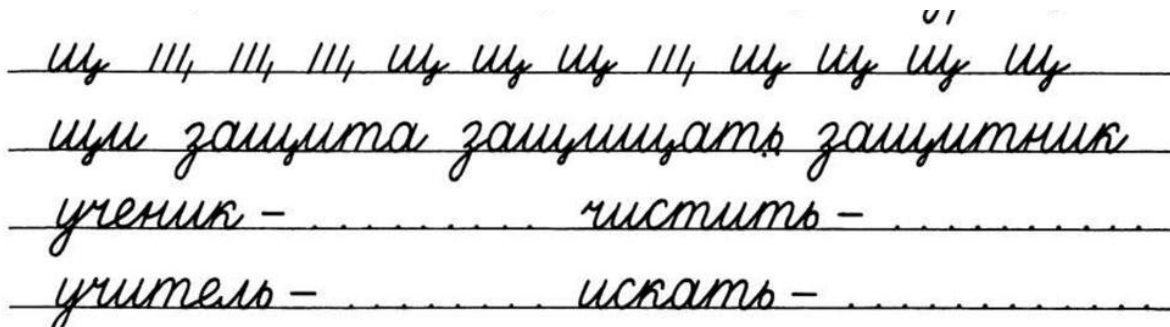 щ ///, ///, ///, щ щ щ ///, щ щ щ щ
щи защита защищать защитник
ученик – . . . . . . . . . чистить – . . . . . . . . . . .
учитель – . . . . . . . . . искать – . . . . . . . . . . . .